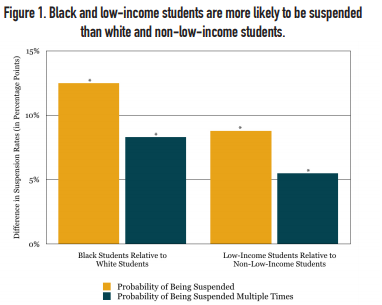 Figure 1. Black and low-income students are more likely to be suspended
than white and non-low-income students.
Difference in Suspension Rates (in Percentage Points)
15%
10%
5%
0%
*
*
*
*
Black Students Relative to
White Students
Low-Income Students Relative to
Non-Low-Income Students
Probability of Being Suspended
Probability of Being Suspended Multiple Times